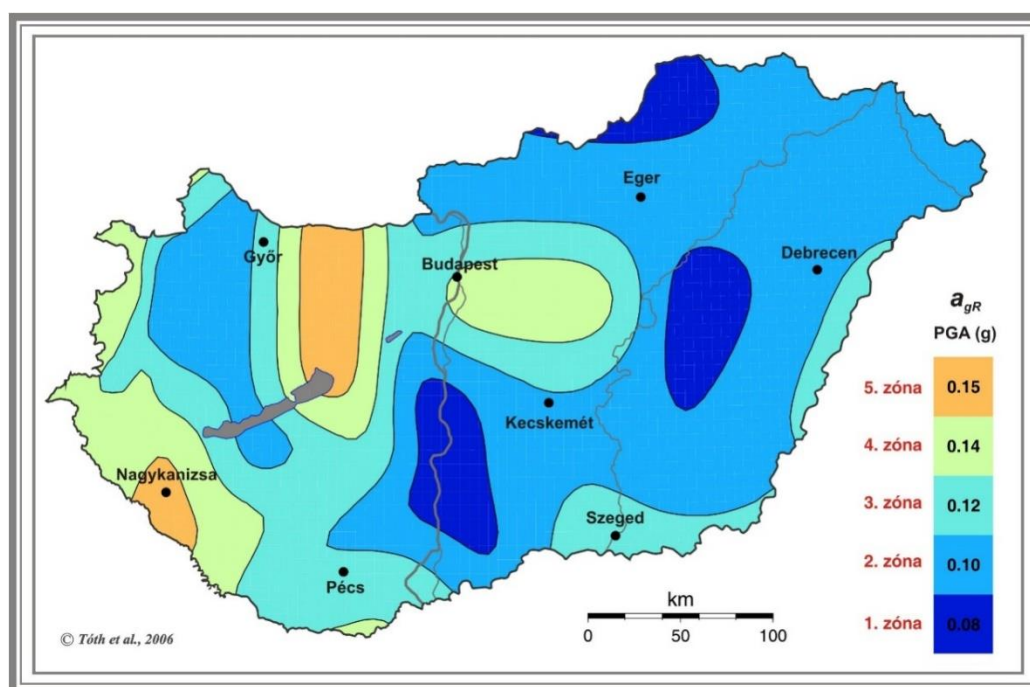 Eger
Debrecen
Győr
Budapest
Kecskemét
Nagykanizsa
Szeged
Pécs
a_gR
PGA (g)
5. zóna 0.15
4. zóna 0.14
3. zóna 0.12
2. zóna 0.10
1. zóna 0.08
km
0 50 100
© Tóth et al., 2006